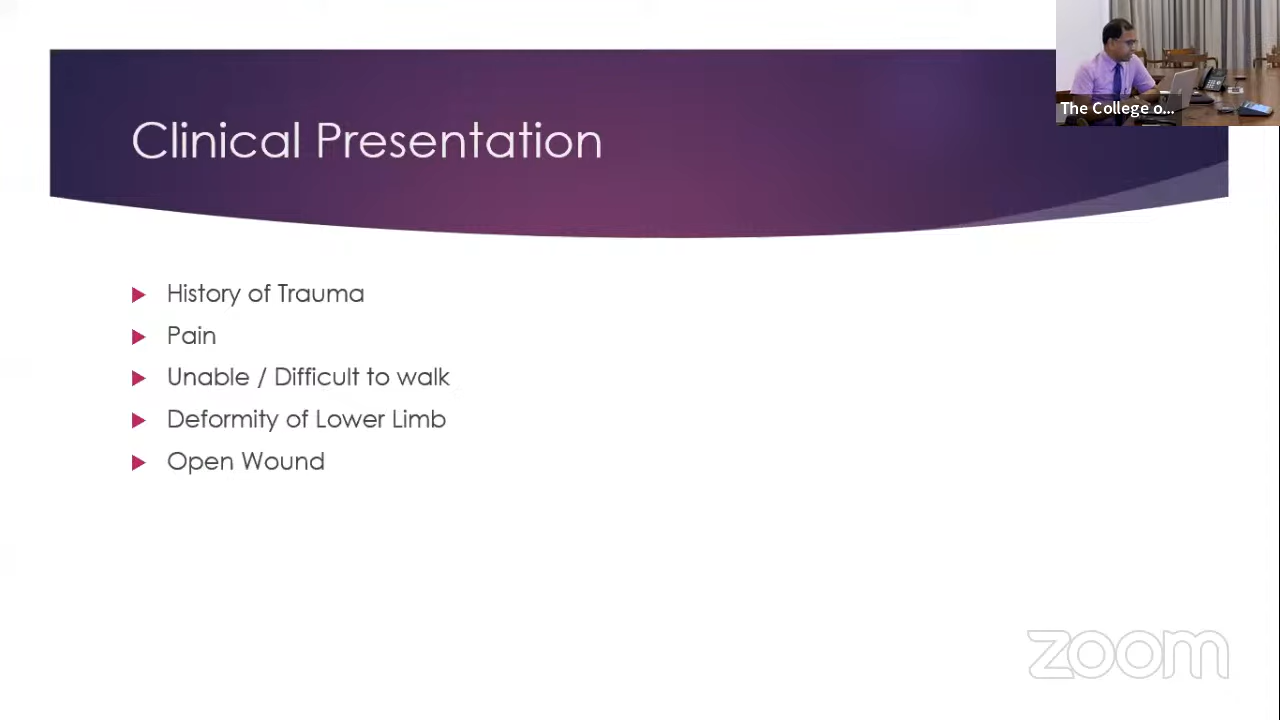 The College o...
Clinical Presentation
History of Trauma
Pain
Unable / Difficult to walk
Deformity of Lower Limb
Open Wound
zoom